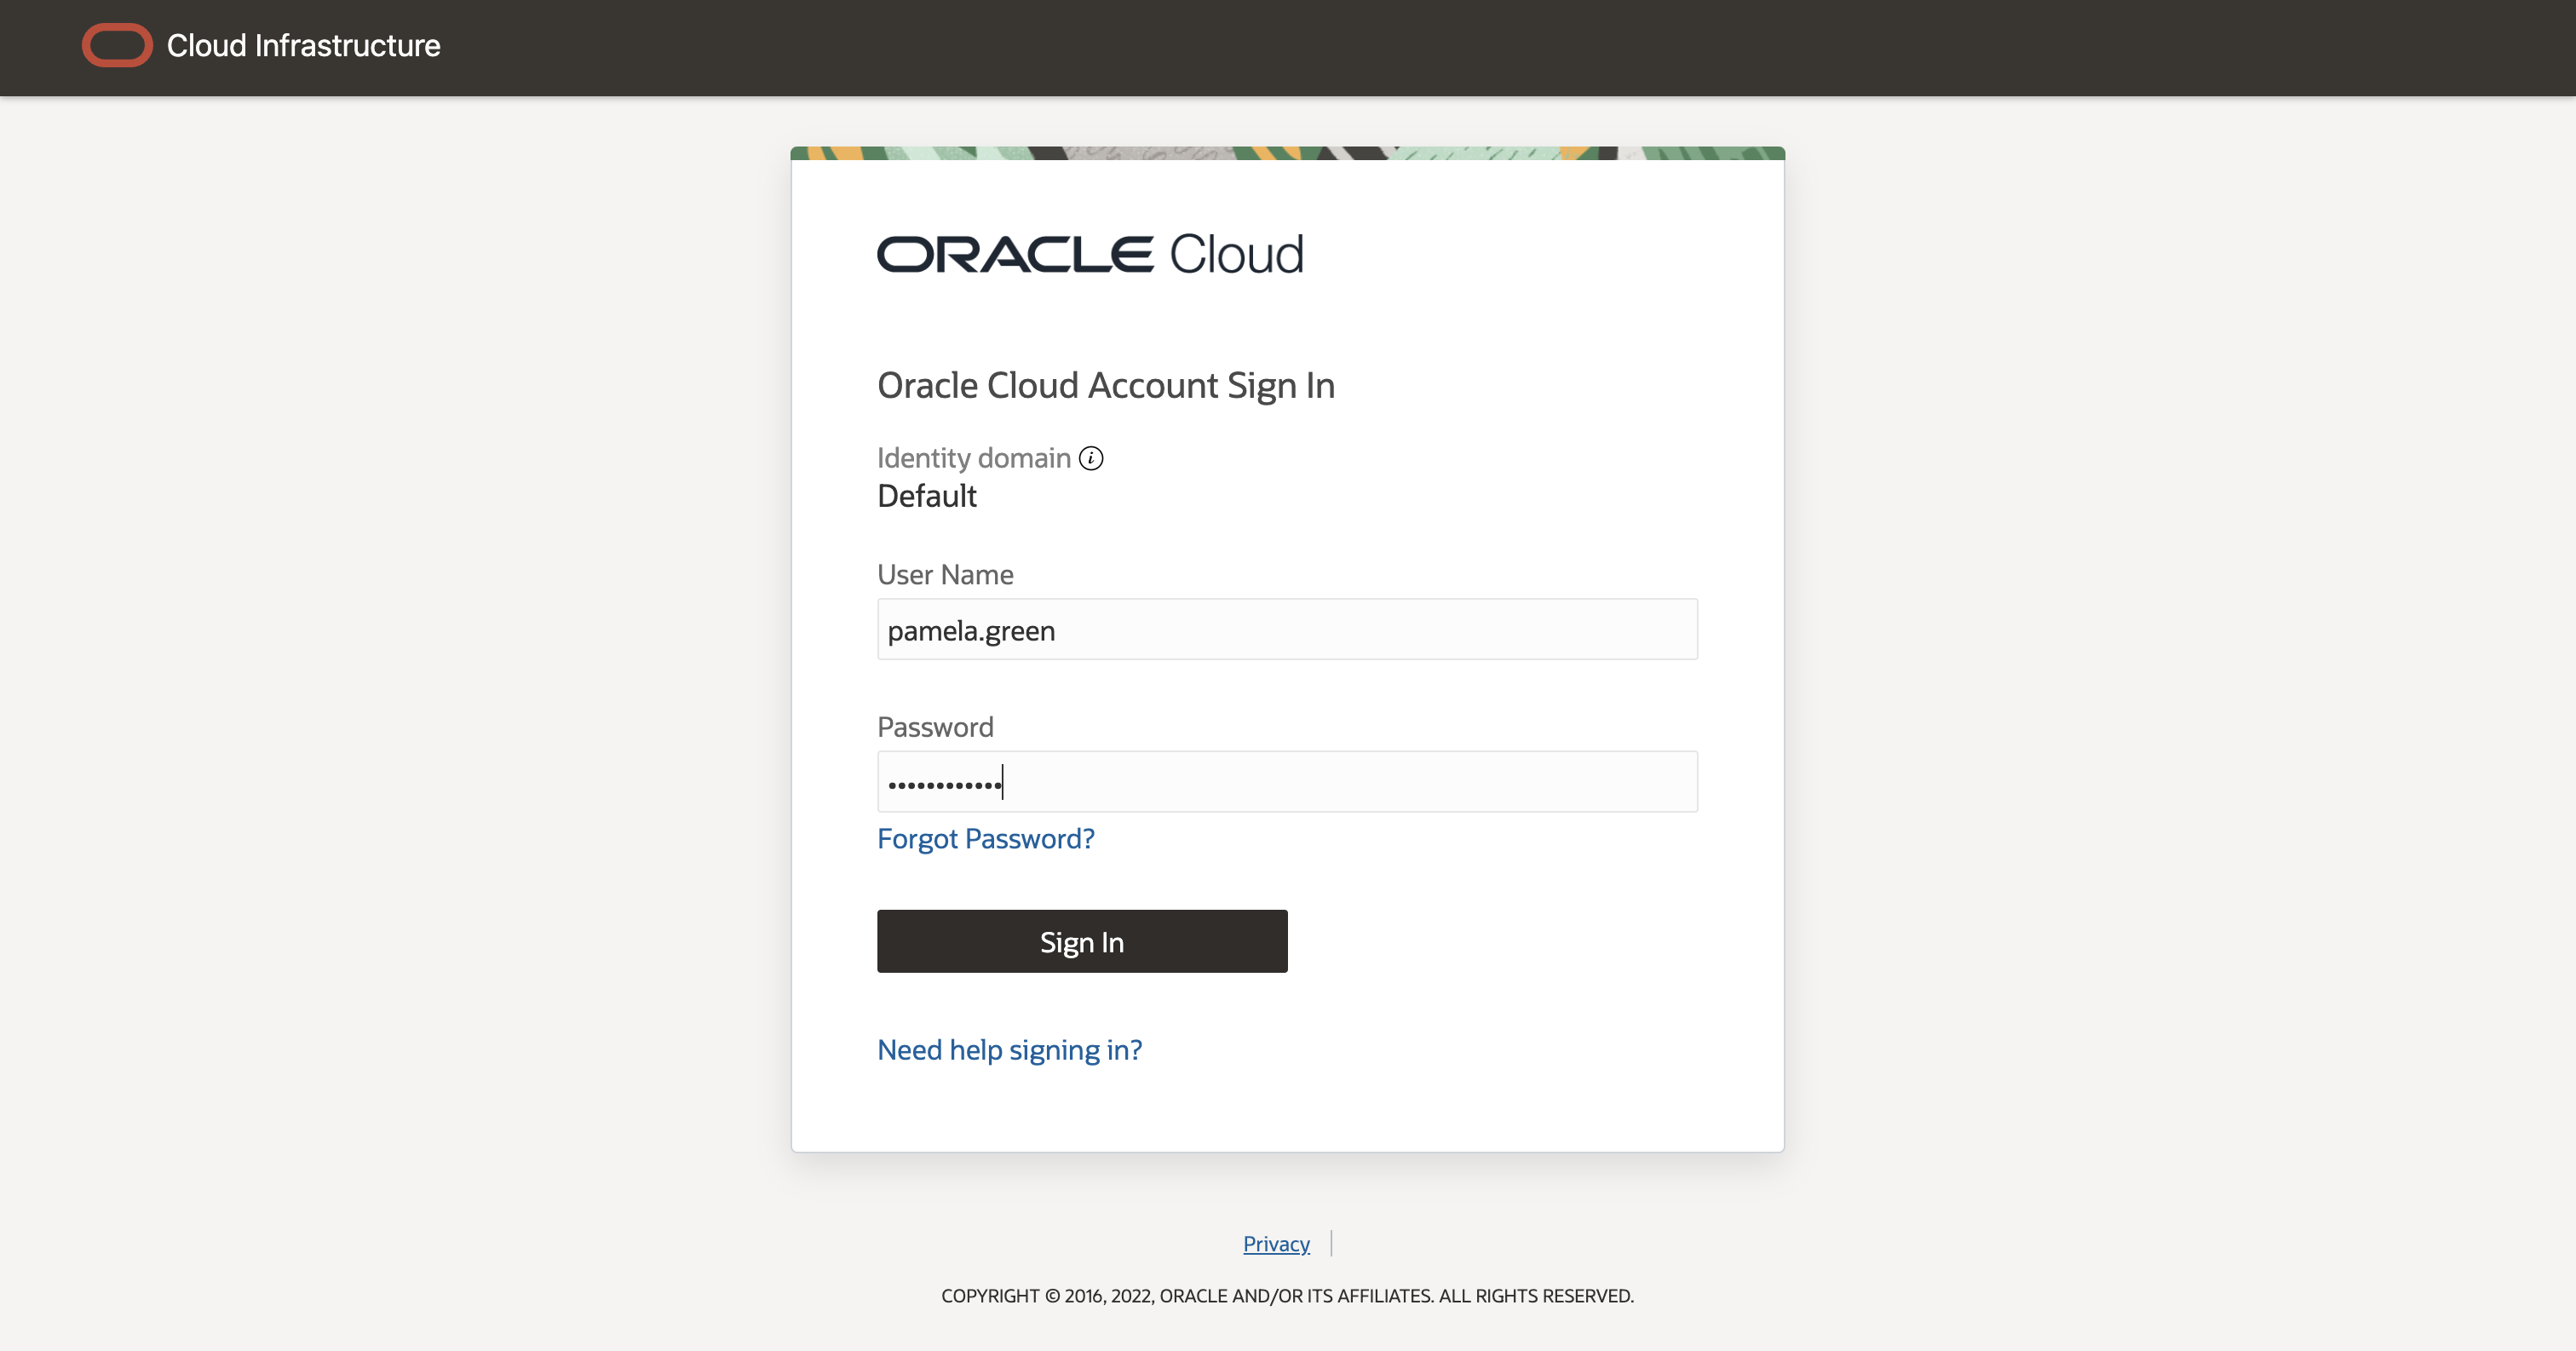 Cloud Infrastructure
ORACLE Cloud
Oracle Cloud Account Sign In
Identity domain i
Default
User Name
pamela.green
Password
••••••••••••
Forgot Password?
Sign In
Need help signing in?
Privacy
COPYRIGHT © 2016, 2022, ORACLE AND/OR ITS AFFILIATES. ALL RIGHTS RESERVED.